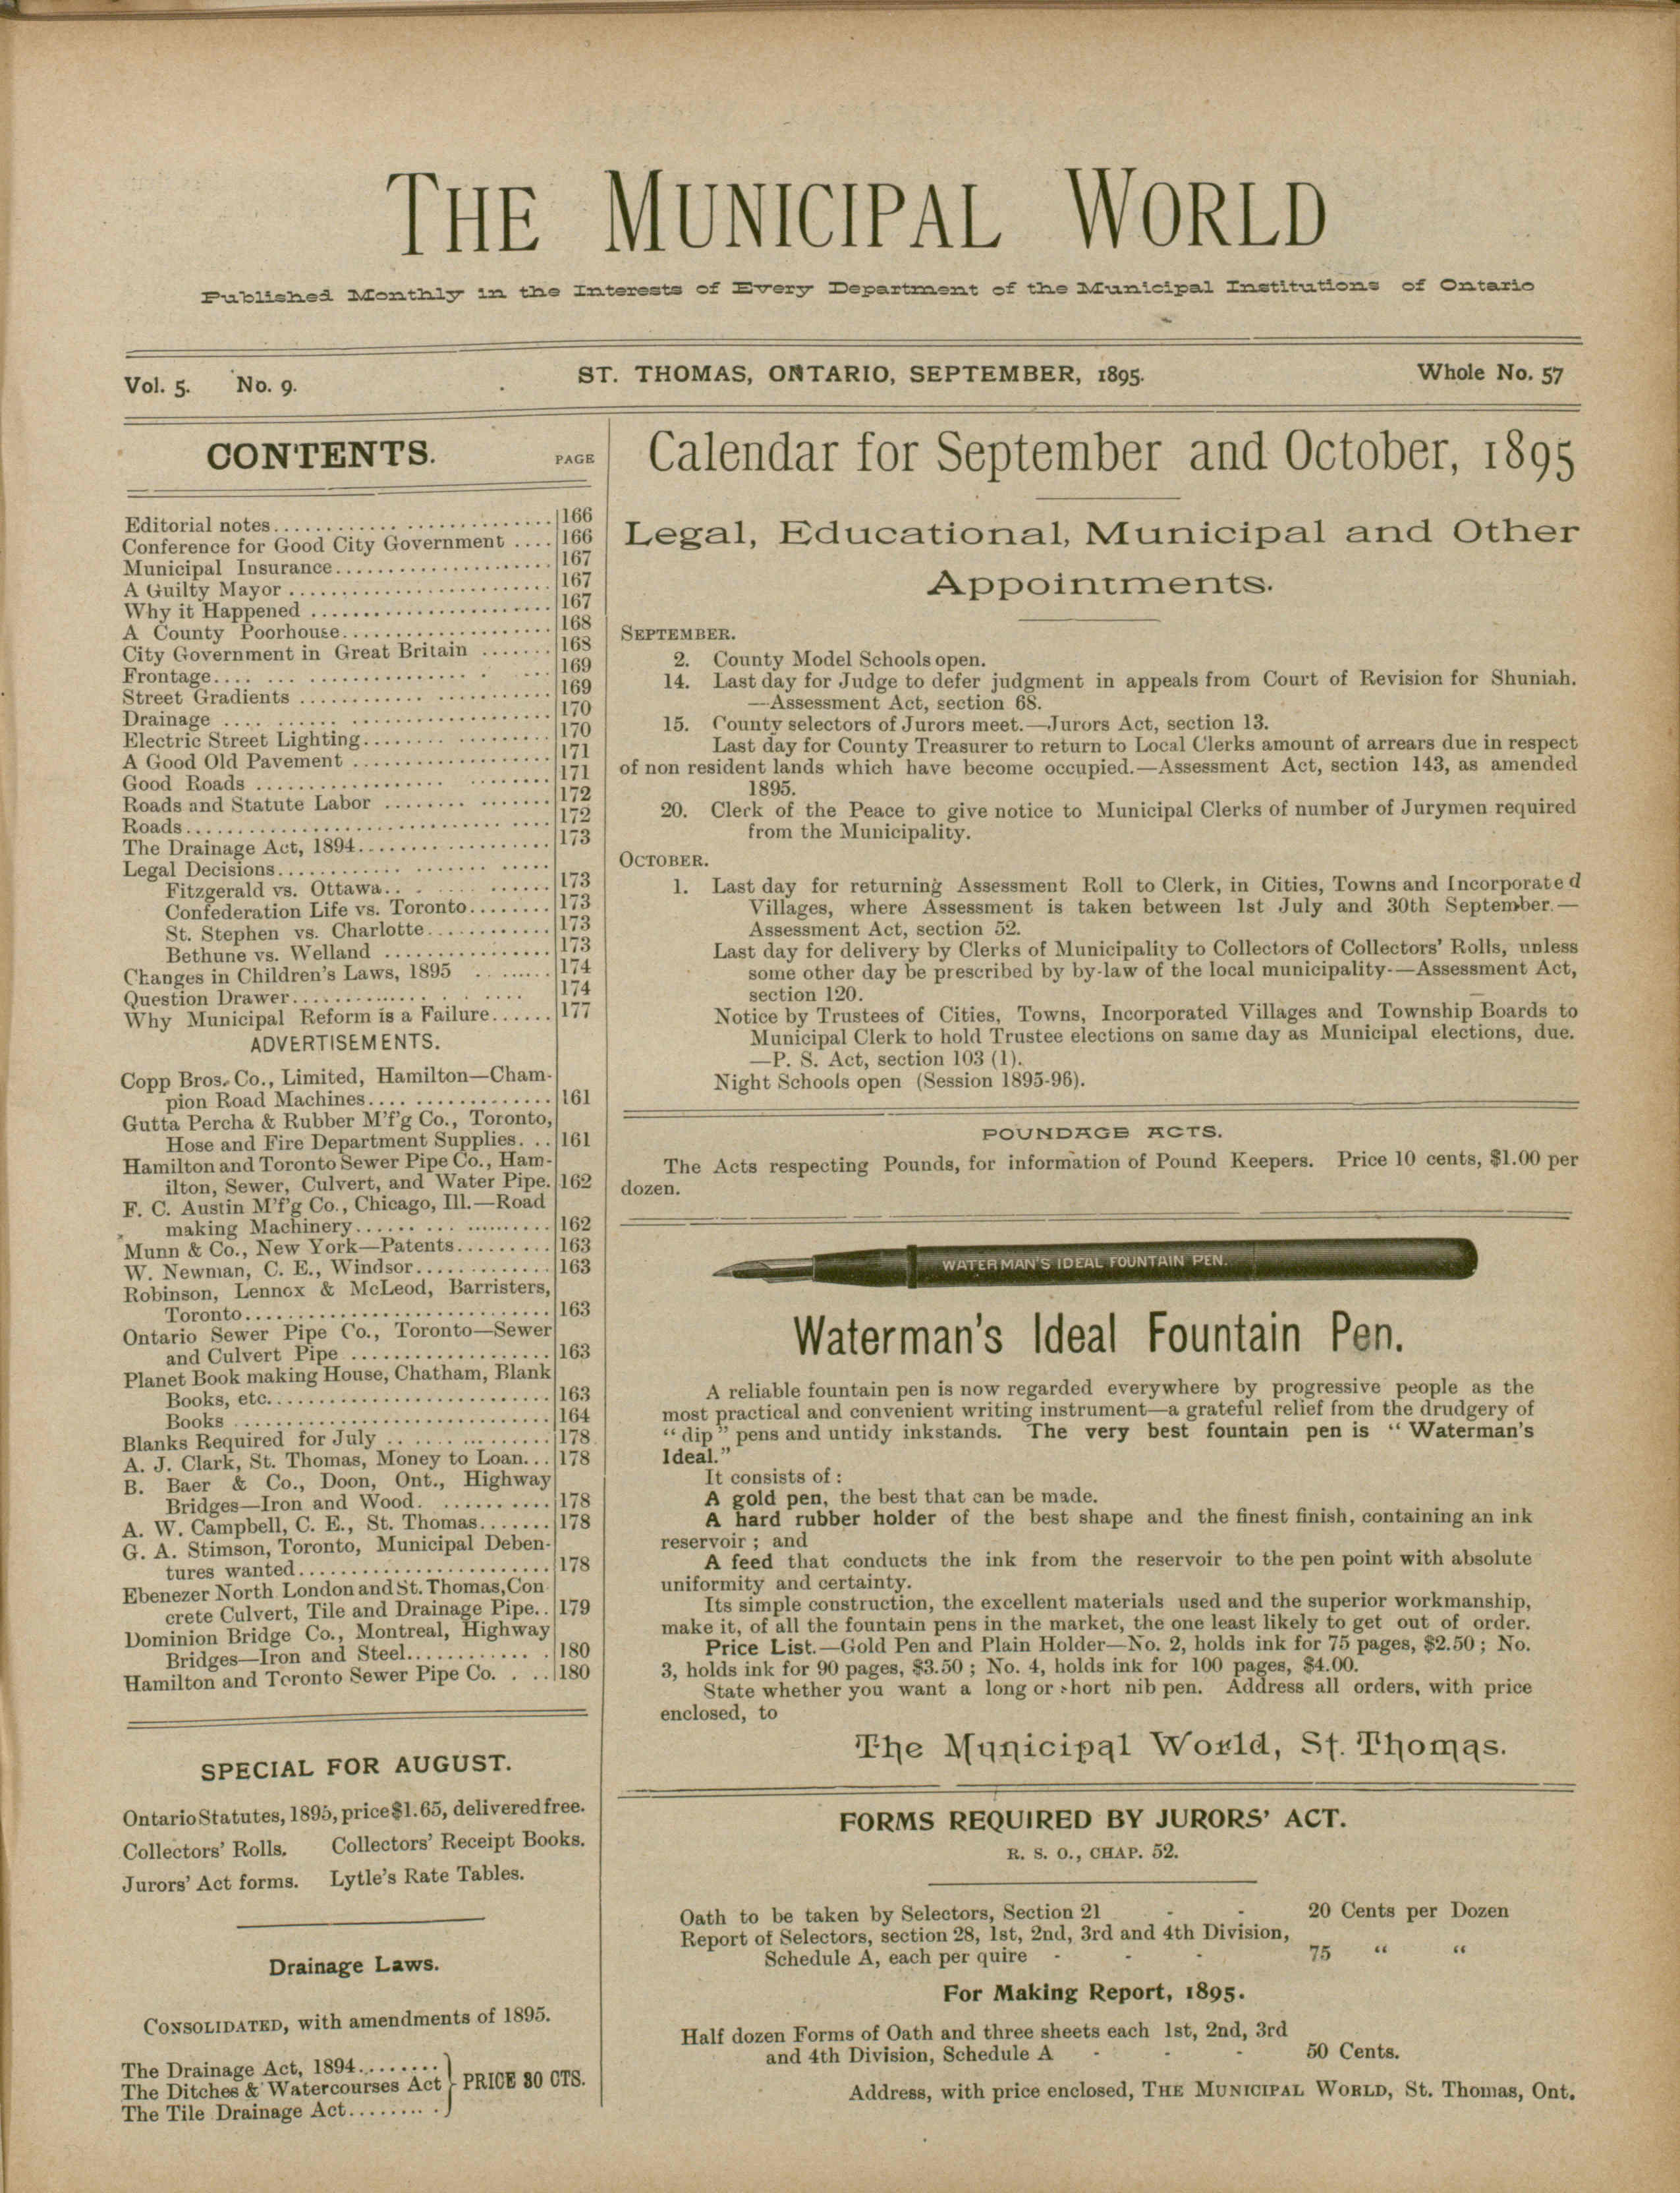 THE MUNICIPAL WORLD
Published Monthly in the Interests of Every Department of the Municipal Institutions of Ontario
Vol. 5. No. 9.
ST. THOMAS, ONTARIO, SEPTEMBER, 1895.
Whole No. 57
CONTENTS.
PAGE
Editorial notes............ .............. 166
Conference for Good City Government .... 166
Municipal Insurance..................... 167
A Guilty Mayor ......................... 167
Why it Happened ........................ 167
A County Poorhouse.................... 168
City Government in Great Britain ....... 168
Frontage.... ... ............... . ... 169
Street Gradients ............ ........... 169
Drainage .... ...... ................... 170
Electric Street Lighting........ ......... 170
A Good Old Pavement ................... 171
Good Roads .................. ........ 171
Roads and Statute Labor ........ ....... 172
Roads............................... .... 172
The Drainage Act, 1894................... 173
Legal Decisions............ ....... .....
Fitzgerald vs. Ottawa.. . .... ...... 173
Confederation Life vs. Toronto........ 173
St. Stephen vs. Charlotte............ 173
Bethune vs. Welland ................ 173
Changes in Children's Laws, 1895 ........ 174
Question Drawer.............. . . .... 174
Why Municipal Reform is a Failure...... 177
ADVERTISEMENTS.
Copp Bros. Co., Limited, Hamilton—Cham-
pion Road Machines.... ............. 161
Gutta Percha & Rubber M'f'g Co., Toronto,
Hose and Fire Department Supplies. .. 161
Hamilton and Toronto Sewer Pipe Co., Ham-
ilton, Sewer, Culvert, and Water Pipe. 162
F. C. Austin M'f'g Co., Chicago, Ill.—Road
making Machinery...... ... .......... 162
Munn & Co., New York—Patents......... 163
W. Newman, C. E., Windsor............. 163
Robinson, Lennox & McLeod, Barristers,
Toronto............................. 163
Ontario Sewer Pipe Co., Toronto—Sewer
and Culvert Pipe ................... 163
Planet Book making House, Chatham, Blank
Books, etc........................... 163
Books .............................. 164
Blanks Required for July .. .... ......... 178
A. J. Clark, St. Thomas, Money to Loan... 178
B. Baer & Co., Doon, Ont., Highway
Bridges—Iron and Wood. ........... 178
A. W. Campbell, C. E., St. Thomas....... 178
G. A. Stimson, Toronto, Municipal Deben-
tures wanted........................ 178
Ebenezer North London and St. Thomas, Con
crete Culvert, Tile and Drainage Pipe.. 179
Dominion Bridge Co., Montreal, Highway
Bridges—Iron and Steel............ . 180
Hamilton and Toronto Sewer Pipe Co. . .. 180
SPECIAL FOR AUGUST.
Ontario Statutes, 1895, price $1.65, delivered free.
Collectors' Rolls. Collectors' Receipt Books.
Jurors' Act forms. Lytle's Rate Tables.
Drainage Laws.
CONSOLIDATED, with amendments of 1895.
The Drainage Act, 1894........
The Ditches & Watercourses Act } PRICE 30 CTS.
The Tile Drainage Act........ .
Calendar for September and October, 1895
Legal, Educational, Municipal and Other
Appointments.
SEPTEMBER.
2. County Model Schools open.
14. Last day for Judge to defer judgment in appeals from Court of Revision for Shuniah.
—Assessment Act, section 68.
15. County selectors of Jurors meet.—Jurors Act, section 13.
Last day for County Treasurer to return to Local Clerks amount of arrears due in respect
of non resident lands which have become occupied.—Assessment Act, section 143, as amended
1895.
20. Clerk of the Peace to give notice to Municipal Clerks of number of Jurymen required
from the Municipality.
OCTOBER.
1. Last day for returning Assessment Roll to Clerk, in Cities, Towns and Incorporated
Villages, where Assessment is taken between 1st July and 30th September.—
Assessment Act, section 52.
Last day for delivery by Clerks of Municipality to Collectors of Collectors' Rolls, unless
some other day be prescribed by by-law of the local municipality-—Assessment Act,
section 120.
Notice by Trustees of Cities, Towns, Incorporated Villages and Township Boards to
Municipal Clerk to hold Trustee elections on same day as Municipal elections, due.
—P. S. Act, section 103 (1).
Night Schools open (Session 1895-96).
POUNDAGE ACTS.
The Acts respecting Pounds, for information of Pound Keepers. Price 10 cents, $1.00 per
dozen.
WATERMAN'S IDEAL FOUNTAIN PEN.
Waterman's Ideal Fountain Pen.
A reliable fountain pen is now regarded everywhere by progressive people as the
most practical and convenient writing instrument—a grateful relief from the drudgery of
“dip” pens and untidy inkstands. The very best fountain pen is “Waterman's
Ideal.”
It consists of :
A gold pen, the best that can be made.
A hard rubber holder of the best shape and the finest finish, containing an ink
reservoir ; and
A feed that conducts the ink from the reservoir to the pen point with absolute
uniformity and certainty.
Its simple construction, the excellent materials used and the superior workmanship,
make it, of all the fountain pens in the market, the one least likely to get out of order.
Price List.—Gold Pen and Plain Holder—No. 2, holds ink for 75 pages, $2.50 ; No.
3, holds ink for 90 pages, $3.50 ; No. 4, holds ink for 100 pages, $4.00.
State whether you want a long or short nib pen. Address all orders, with price
enclosed, to
The Municipal World, St. Thomas.
FORMS REQUIRED BY JURORS' ACT.
R. S. O., CHAP. 52.
Oath to be taken by Selectors, Section 21 - - 20 Cents per Dozen
Report of Selectors, section 28, 1st, 2nd, 3rd and 4th Division,
Schedule A, each per quire - - - 75 “ “
For Making Report, 1895.
Half dozen Forms of Oath and three sheets each 1st, 2nd, 3rd
and 4th Division, Schedule A - - - 50 Cents.
Address, with price enclosed, THE MUNICIPAL WORLD, St. Thomas, Ont.